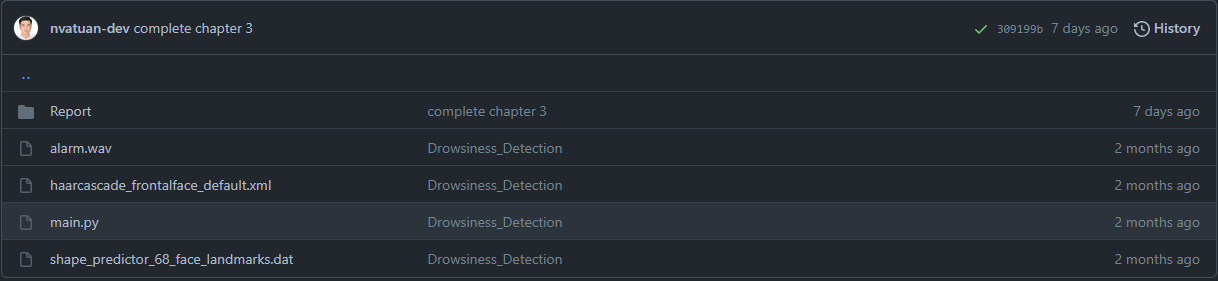 nvatuan-dev complete chapter 3 309199b 7 days ago History
..
Report complete chapter 3 7 days ago
alarm.wav Drowsiness_Detection 2 months ago
haarcascade_frontalface_default.xml Drowsiness_Detection 2 months ago
main.py Drowsiness_Detection 2 months ago
shape_predictor_68_face_landmarks.dat Drowsiness_Detection 2 months ago